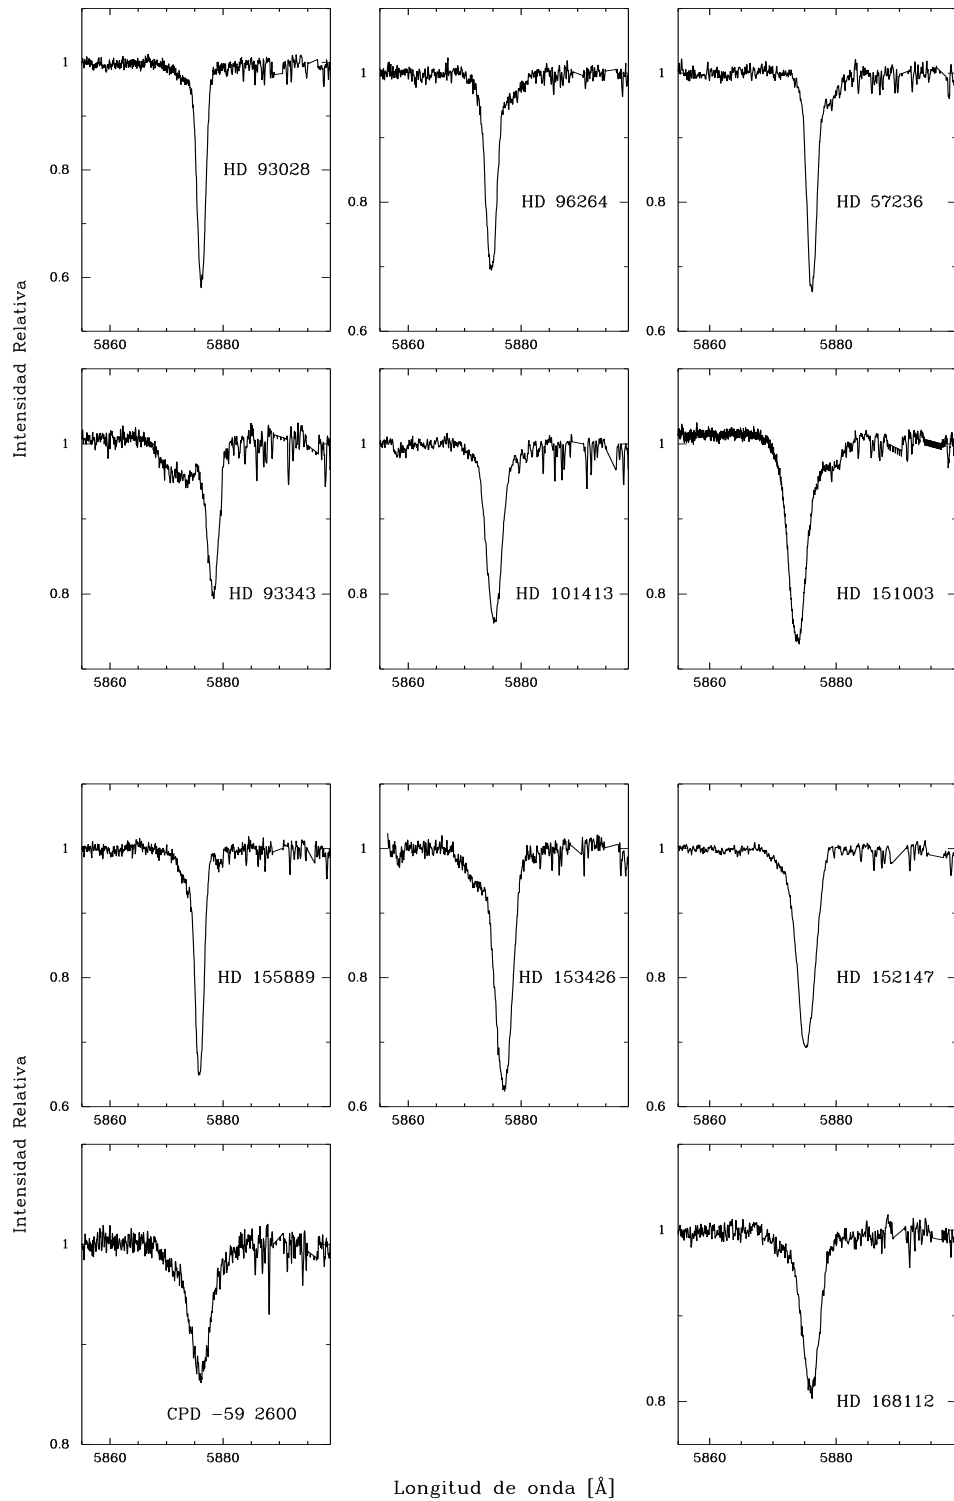 1
0.8
0.6
HD 93028
5860 5880
1
0.8
0.6
HD 96264
5860 5880
1
0.8
0.6
HD 57236
5860 5880
Intensidad Relativa
1
0.8
HD 93343
5860 5880
1
0.8
HD 101413
5860 5880
1
0.8
HD 151003
5860 5880
1
0.8
0.6
HD 155889
5860 5880
1
0.8
0.6
HD 153426
5860 5880
1
0.8
0.6
HD 152147
5860 5880
Intensidad Relativa
1
0.8
CPD −59 2600
5860 5880
1
0.8
HD 168112
5860 5880
Longitud de onda [Å]